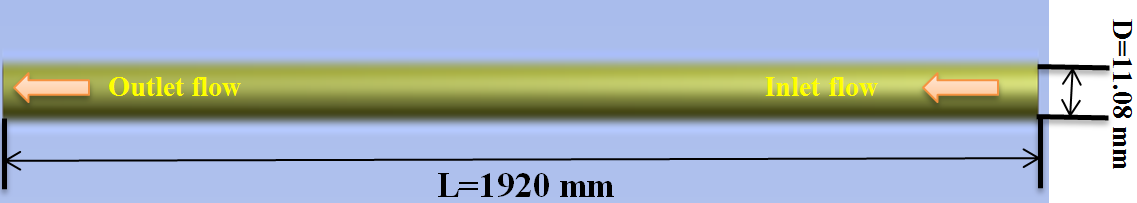 Outlet flow
Inlet flow
D=11.08 mm
L=1920 mm